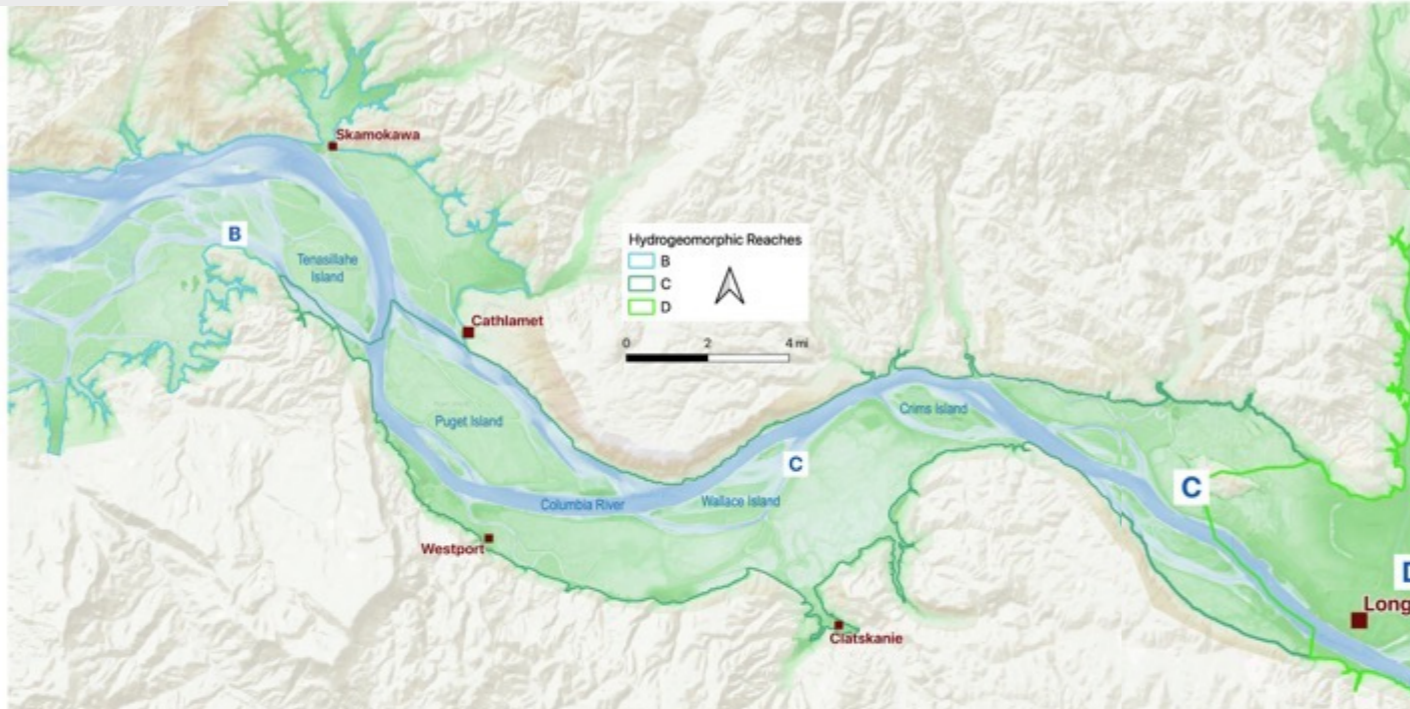 Skamokawa
B
Tenasillahe
Island
Hydrogeomorphic Reaches
B
C
D
0 2 4 mi
Cathlamet
Puget Island
Crims Island
C
C
Columbia River
Wallace Island
Westport
Clatskanie
D
Long